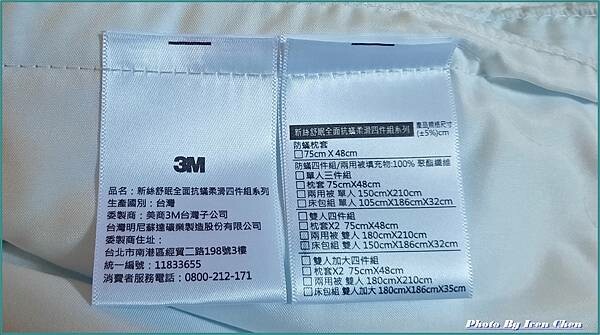 3M
品名：新絲舒眠全面抗蟎柔滑四件組系列
生產國別：台灣
委製商：美商3M台灣子公司
台灣明尼蘇達礦業製造股份有限公司
委製商住址：
台北市南港區經貿二路198號3樓
統一編號：11833655
消費者服務電話：0800-212-171
新絲舒眠全面抗蟎柔滑四件組系列 產品規格尺寸(±5%)cm
防蟎枕套
□75cm X 48cm
防蟎四件組/兩用被填充物:100% 聚酯纖維
□單人三件組
□枕套 75cmX48cm
□兩用被 單人 150cmX210cm
□床包組 單人 105cmX186cmX32cm
□雙人四件組
□枕套X2 75cmX48cm
□兩用被 雙人 180cmX210cm
□床包組 雙人 150cmX186cmX32cm
□雙人加大四件組
□枕套X2 75cmX48cm
□兩用被 雙人 180cmX210cm
□床包組 雙人加大 180cmX186cmX35cm
Photo By Iren Chen